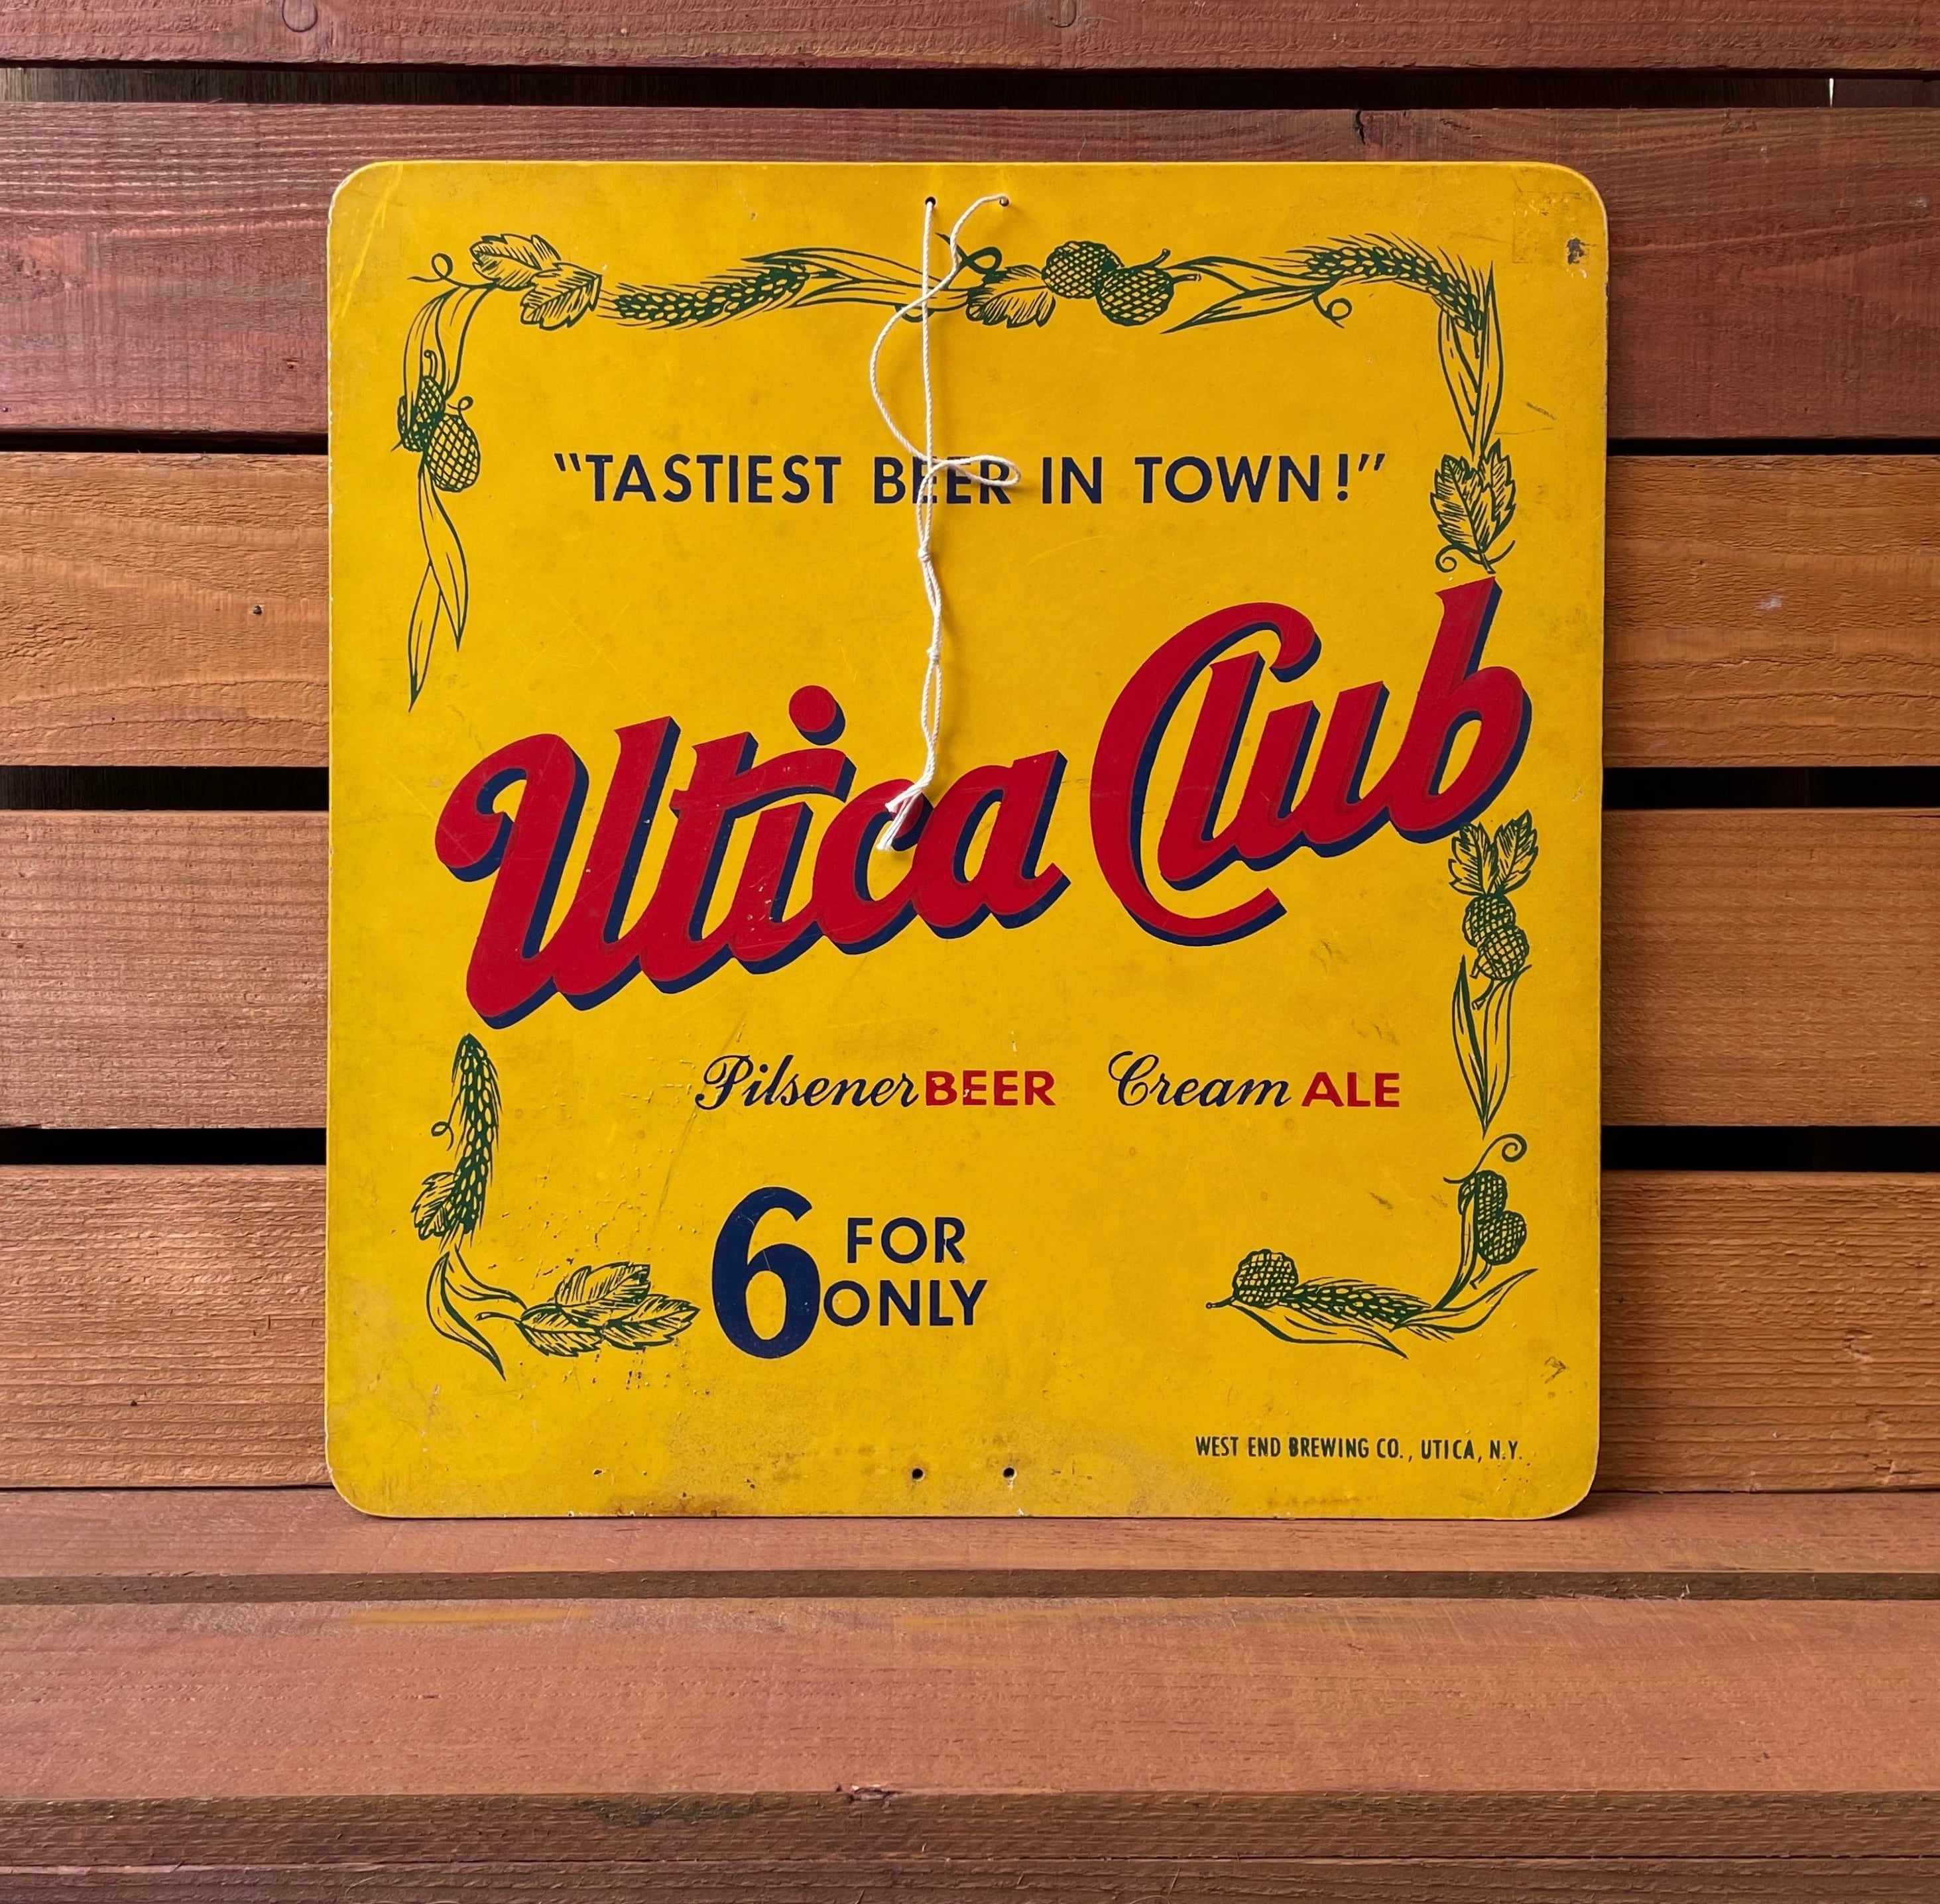 "TASTIEST BEER IN TOWN!"
Utica Club
Pilsener BEER Cream ALE
6 FOR
ONLY
WEST END BREWING CO., UTICA, N.Y.